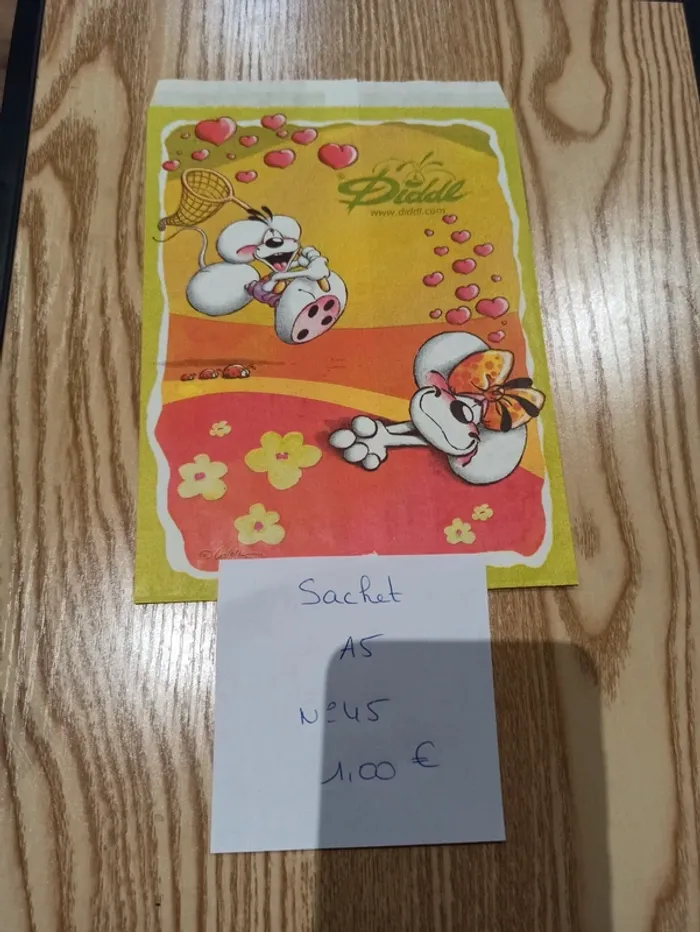 Diddl
www.diddl.com
Sachet
A5
N° 45
1,00 €